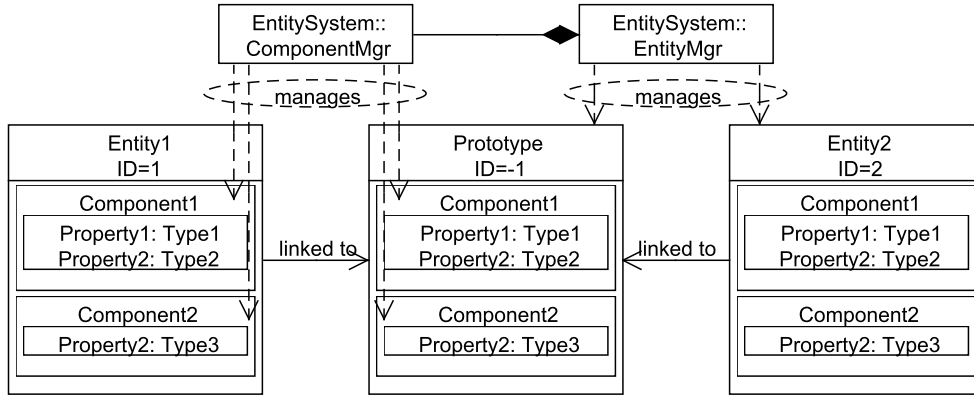 EntitySystem::
ComponentMgr
EntitySystem::
EntityMgr
manages
manages
Entity1
ID=1
Component1
Property1: Type1
Property2: Type2
Component2
Property2: Type3
linked to
Prototype
ID=-1
Component1
Property1: Type1
Property2: Type2
Component2
Property2: Type3
linked to
Entity2
ID=2
Component1
Property1: Type1
Property2: Type2
Component2
Property2: Type3